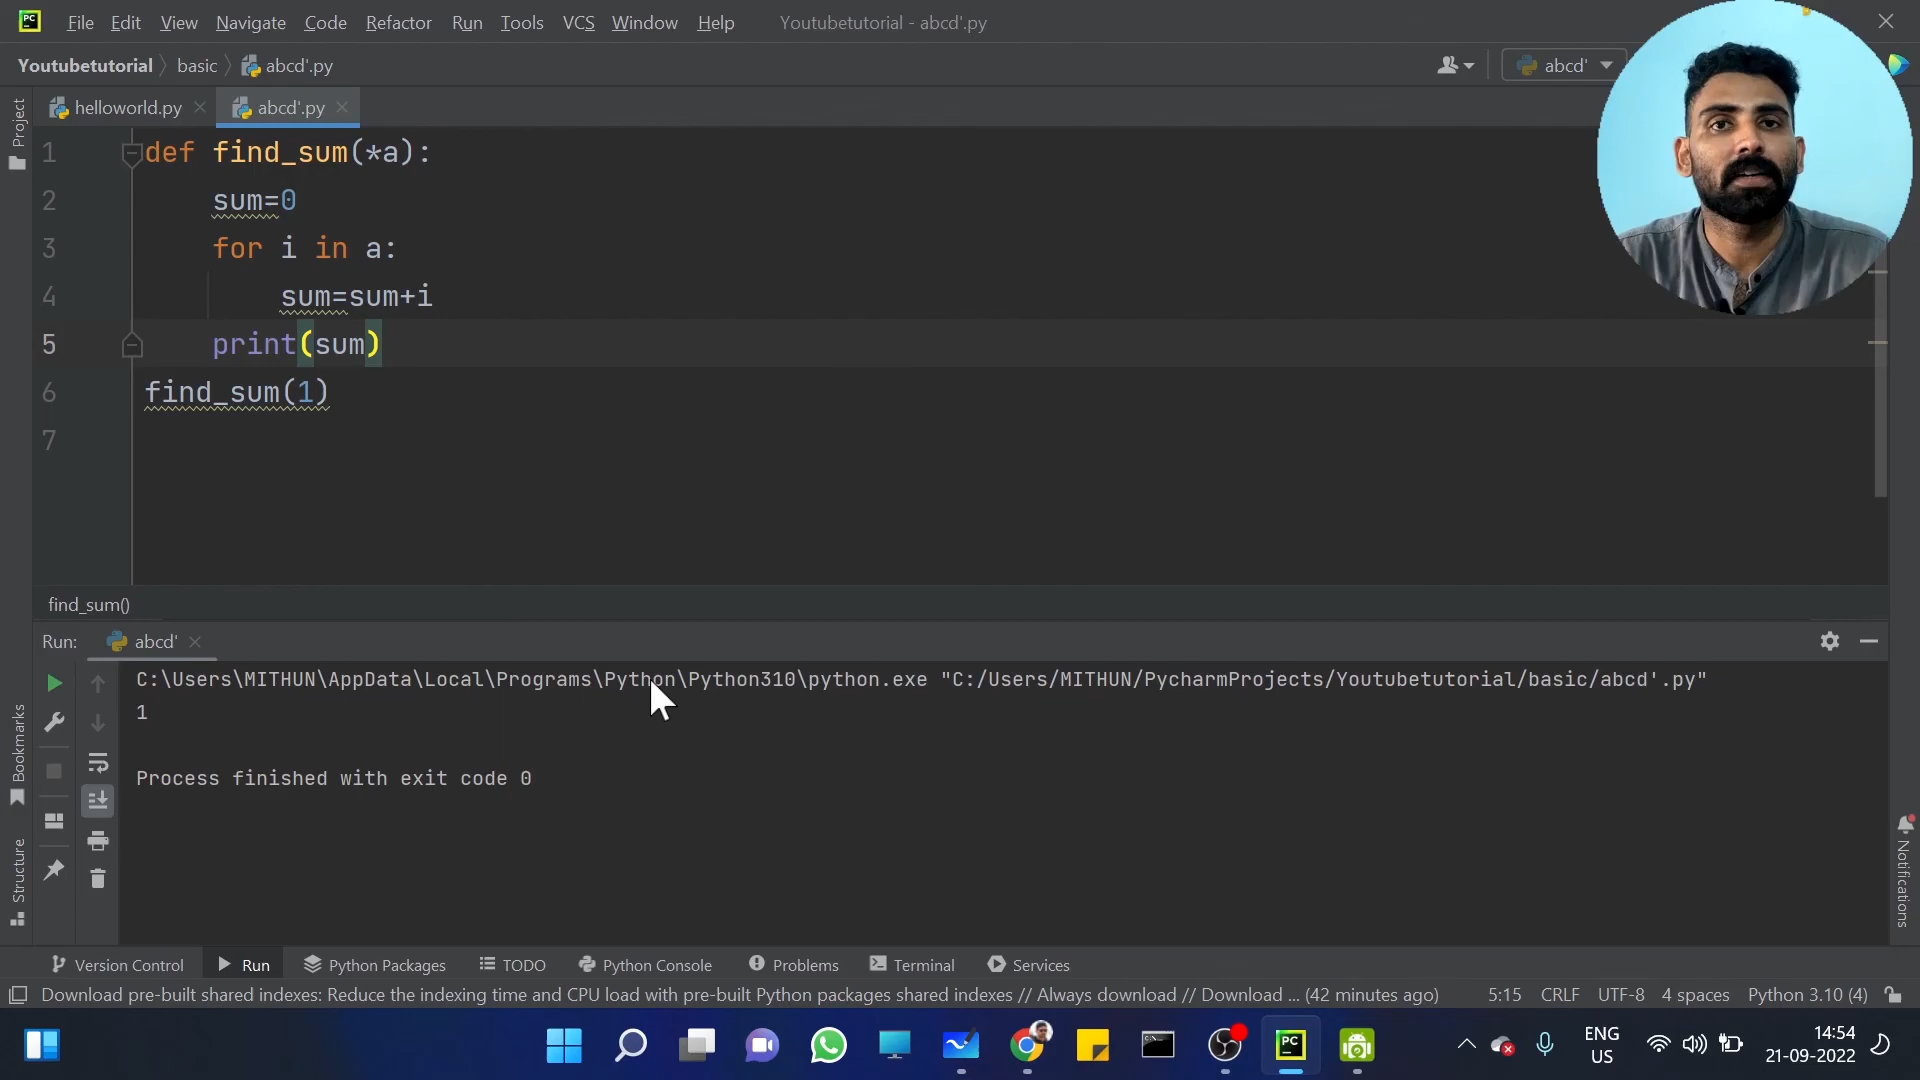 File Edit View Navigate Code Refactor Run Tools VCS Window Help Youtubetutorial - abcd'.py
Youtubetutorial basic abcd'.py abcd'
Project
helloworld.py abcd'.py
1 def find_sum(*a):
2 sum=0
3 for i in a:
4 sum=sum+i
5 print(sum)
6 find_sum(1)
7
find_sum()
Run: abcd'
C:\Users\MITHUN\AppData\Local\Programs\Python\Python310\python.exe "C:/Users/MITHUN/PycharmProjects/Youtubetutorial/basic/abcd'.py"
1
Process finished with exit code 0
Bookmarks
Structure
Notifications
Version Control Run Python Packages TODO Python Console Problems Terminal Services
Download pre-built shared indexes: Reduce the indexing time and CPU load with pre-built Python packages shared indexes // Always download // Download ... (42 minutes ago) 5:15 CRLF UTF-8 4 spaces Python 3.10 (4)
ENG
US
14:54
21-09-2022
PC
PC